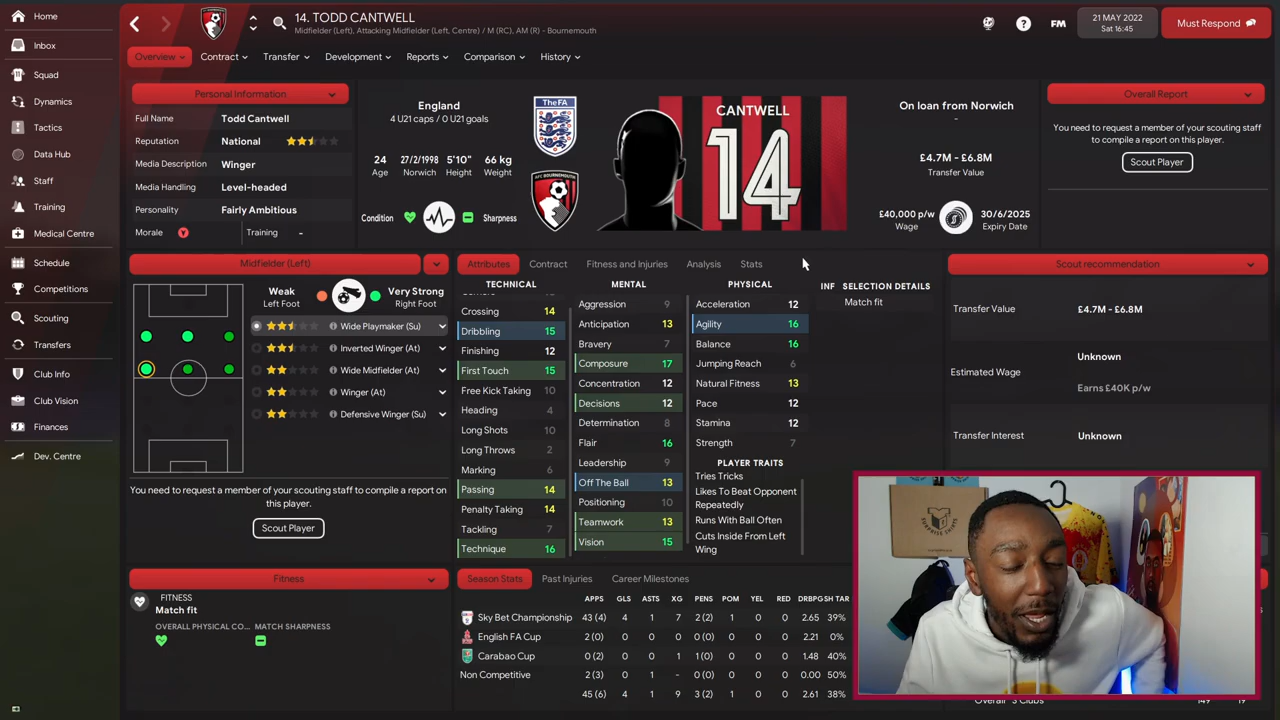 Home
14. TODD CANTWELL
Midfielder (Left), Attacking Midfielder (Left, Centre) / M (RC), AM (R) - Bournemouth
FM
21 MAY 2022
Sat 16:45
Must Respond
Inbox
Squad
Dynamics
Tactics
Data Hub
Staff
Training
Medical Centre
Schedule
Competitions
Scouting
Transfers
Club Info
Club Vision
Finances
Dev. Centre
Overview
Contract
Transfer
Development
Reports
Comparison
History
Personal Information
Full Name Todd Cantwell
Reputation National
Media Description Winger
Media Handling Level-headed
Personality Fairly Ambitious
Morale Training -
England
4 U21 caps / 0 U21 goals
24 27/2/1998 5'10" 66 kg
Age Norwich Height Weight
Condition Sharpness
The FA
AFC BOURNEMOUTH
CANTWELL
14
On loan from Norwich
-
£4.7M - £6.8M
Transfer Value
£40,000 p/w 30/6/2025
Wage Expiry Date
Overall Report
You need to request a member of your scouting staff
to compile a report on this player.
Scout Player
Midfielder (Left)
Weak Very Strong
Left Foot Right Foot
Wide Playmaker (Su)
Inverted Winger (At)
Wide Midfielder (At)
Winger (At)
Defensive Winger (Su)
You need to request a member of your scouting staff to compile a report on
this player.
Scout Player
Attributes Contract Fitness and Injuries Analysis Stats
TECHNICAL
Crossing 14
Dribbling 15
Finishing 12
First Touch 15
Free Kick Taking 10
Heading 4
Long Shots 10
Long Throws 2
Marking 6
Passing 14
Penalty Taking 14
Tackling 7
Technique 16
MENTAL
Aggression 9
Anticipation 13
Bravery 7
Composure 17
Concentration 12
Decisions 12
Determination 8
Flair 16
Leadership 9
Off The Ball 13
Positioning 10
Teamwork 13
Vision 15
PHYSICAL
Acceleration 12
Agility 16
Balance 16
Jumping Reach 6
Natural Fitness 13
Pace 12
Stamina 12
Strength 7
PLAYER TRAITS
Tries Tricks
Likes To Beat Opponent
Repeatedly
Runs With Ball Often
Cuts Inside From Left
Wing
INF SELECTION DETAILS
Match fit
Scout recommendation
Transfer Value £4.7M - £6.8M
Unknown
Estimated Wage
Earns £40K p/w
Transfer Interest Unknown
Fitness
FITNESS
Match fit
OVERALL PHYSICAL CO... MATCH SHARPNESS
Season Stats Past Injuries Career Milestones
APPS GLS ASTS XG PENS POM YEL RED DRBPG SH TAR
Sky Bet Championship 43 (4) 4 1 7 2 (2) 1 0 0 2.65 39%
English FA Cup 2 (0) 0 0 0 0 (0) 0 0 0 2.21 0%
Carabao Cup 0 (2) 0 0 1 1 (0) 0 0 0 1.48 40%
Non Competitive 2 (3) 0 1 - 0 (0) 0 0 0 0.00 50%
45 (6) 4 1 9 3 (2) 1 0 0 2.61 38%